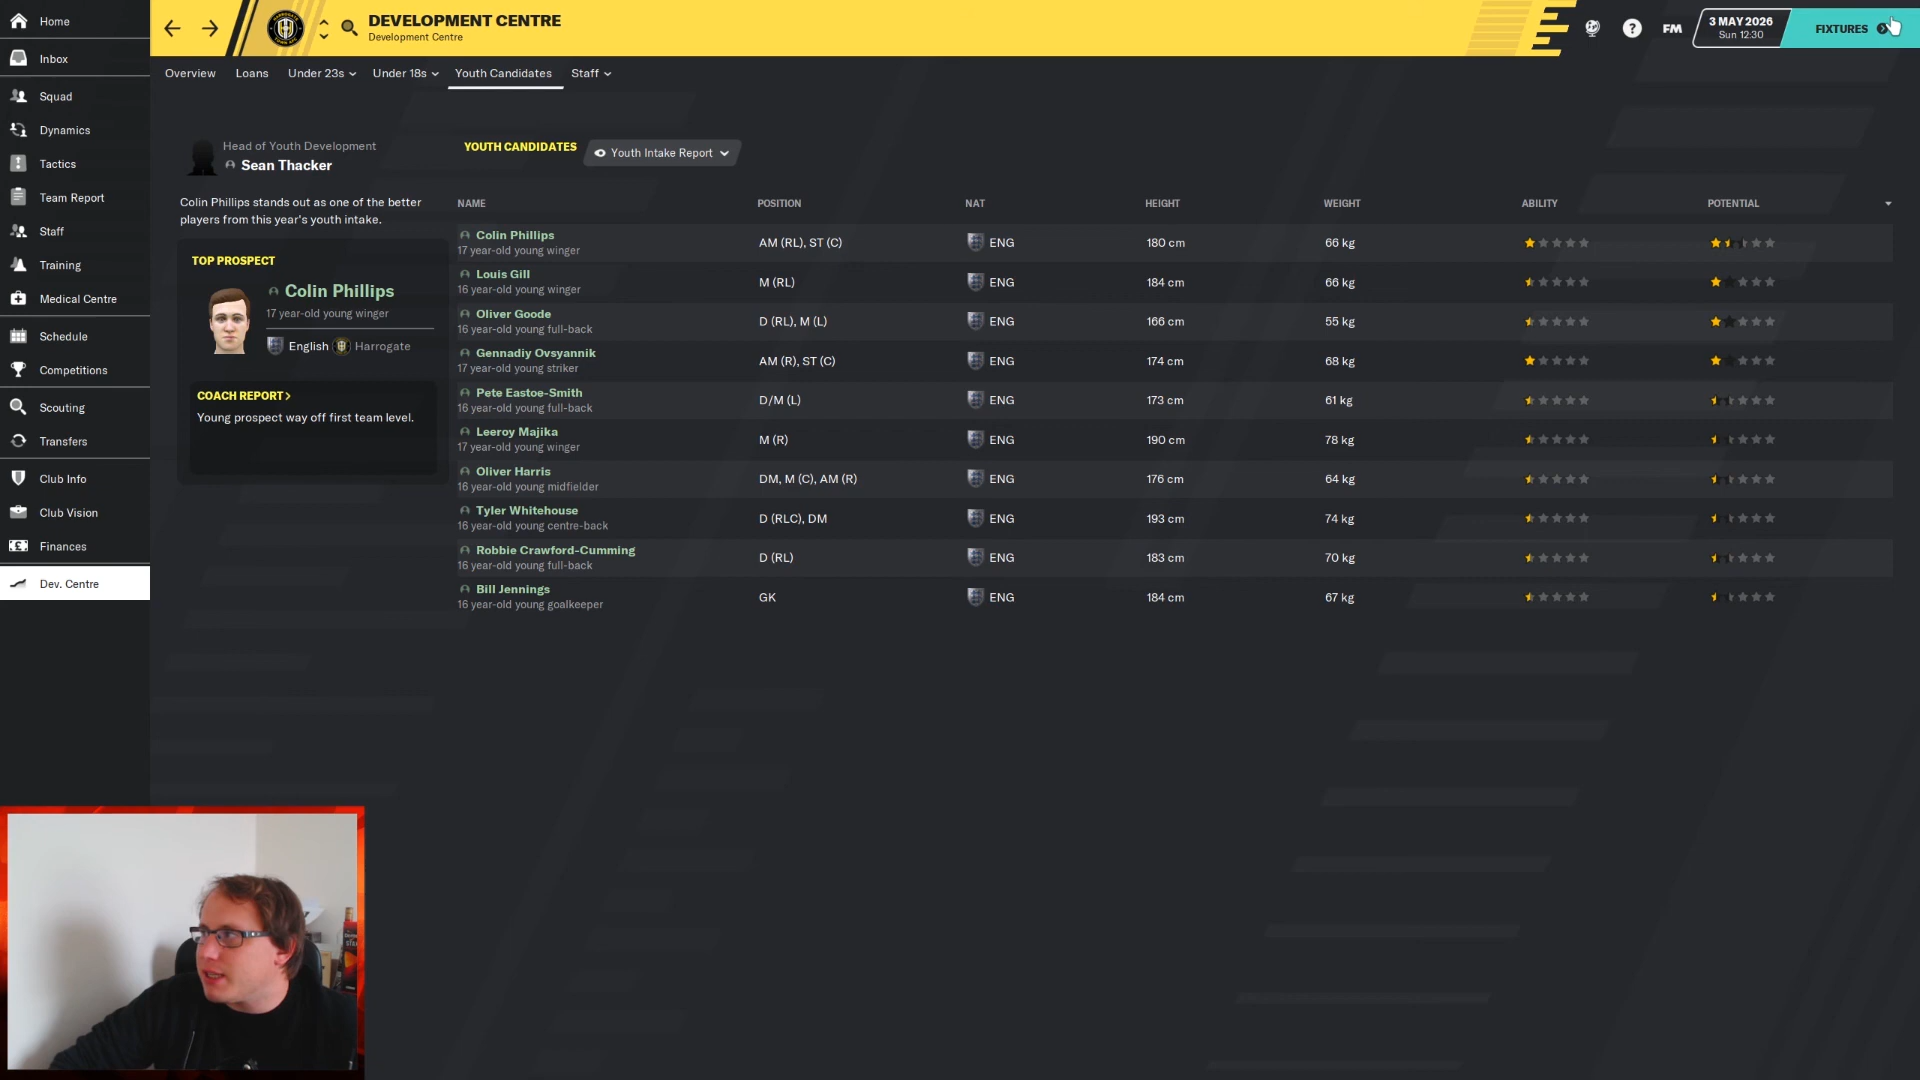 Home
Inbox
Squad
Dynamics
Tactics
Team Report
Staff
Training
Medical Centre
Schedule
Competitions
Scouting
Transfers
Club Info
Club Vision
Finances
Dev. Centre
DEVELOPMENT CENTRE
Development Centre
FM
3 MAY 2026
Sun 12:30
FIXTURES
Overview
Loans
Under 23s
Under 18s
Youth Candidates
Staff
Head of Youth Development
Sean Thacker
Colin Phillips stands out as one of the better
players from this year's youth intake.
TOP PROSPECT
Colin Phillips
17 year-old young winger
English Harrogate
COACH REPORT >
Young prospect way off first team level.
YOUTH CANDIDATES
Youth Intake Report
NAME POSITION NAT HEIGHT WEIGHT ABILITY POTENTIAL
Colin Phillips
17 year-old young winger
AM (RL), ST (C) ENG 180 cm 66 kg
Louis Gill
16 year-old young winger
M (RL) ENG 184 cm 66 kg
Oliver Goode
16 year-old young full-back
D (RL), M (L) ENG 166 cm 55 kg
Gennadiy Ovsyannik
17 year-old young striker
AM (R), ST (C) ENG 174 cm 68 kg
Pete Eastoe-Smith
16 year-old young full-back
D/M (L) ENG 173 cm 61 kg
Leeroy Majika
17 year-old young winger
M (R) ENG 190 cm 78 kg
Oliver Harris
16 year-old young midfielder
DM, M (C), AM (R) ENG 176 cm 64 kg
Tyler Whitehouse
16 year-old young centre-back
D (RLC), DM ENG 193 cm 74 kg
Robbie Crawford-Cumming
16 year-old young full-back
D (RL) ENG 183 cm 70 kg
Bill Jennings
16 year-old young goalkeeper
GK ENG 184 cm 67 kg